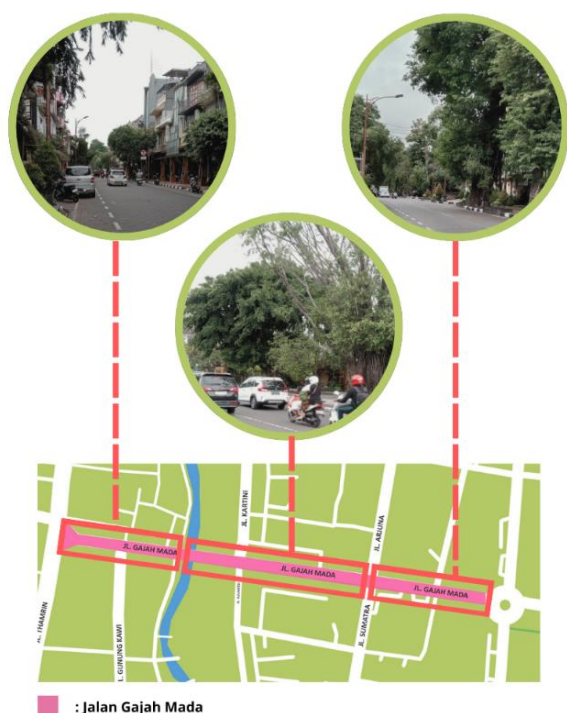 JL. KARTINI
JL. ARJUNA
JL. GAJAH MADA
JL. GAJAH MADA
JL. GAJAH MADA
JL. THAMRIN
L. GUNUNG KAWI
JL. SUMATRA
: Jalan Gajah Mada